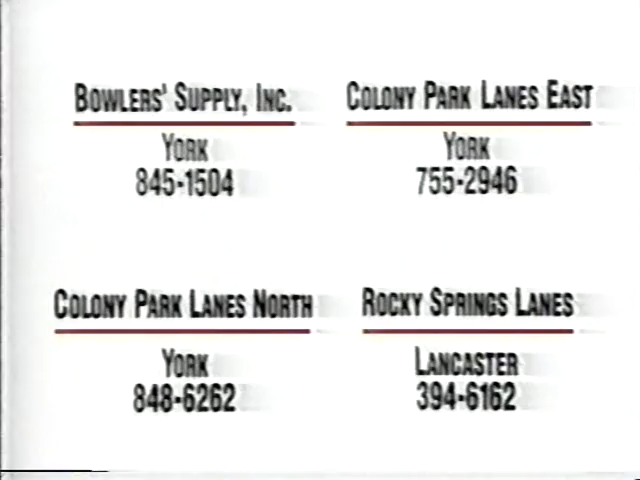 BOWLERS' SUPPLY, INC.
YORK
845-1504
COLONY PARK LANES EAST
YORK
755-2946
COLONY PARK LANES NORTH
YORK
848-6262
ROCKY SPRINGS LANES
LANCASTER
394-6162